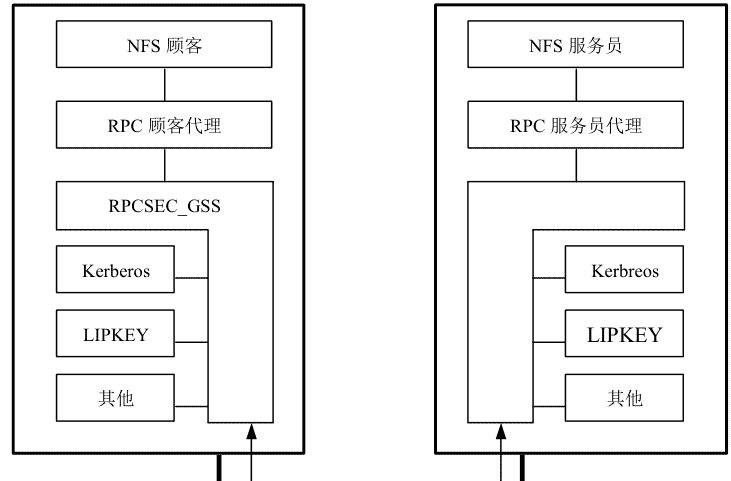 NFS 顾客
RPC 顾客代理
RPCSEC_GSS
Kerberos
LIPKEY
其他
NFS 服务员
RPC 服务员代理
Kerbreos
LIPKEY
其他